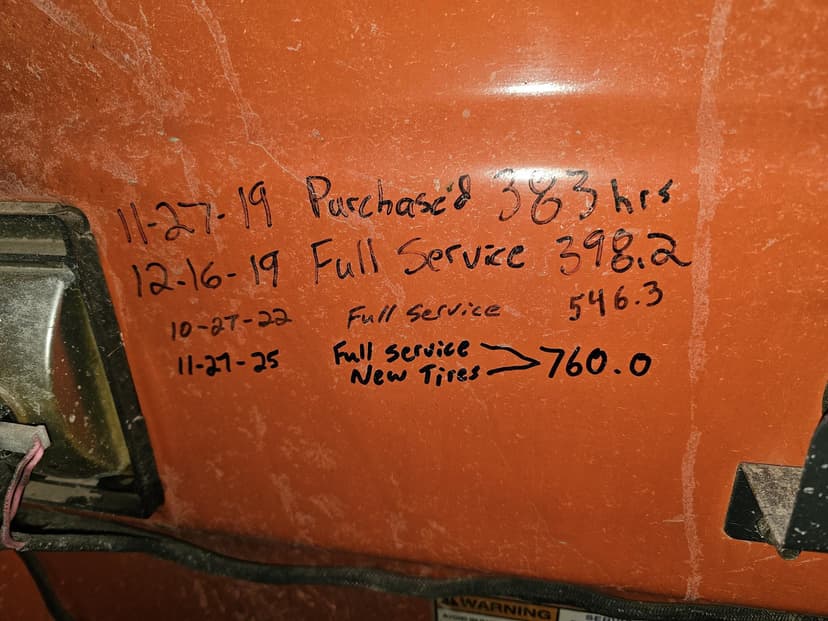 11-27-19 Purchase'd 383 hrs
12-16-19 Full Service 398.2
10-27-22 Full Service 546.3
11-27-25 Full Service 760.0
New Tires
WARNING